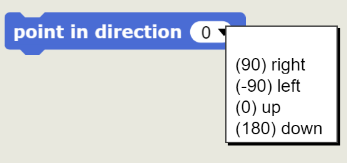 point in direction 0
(90) right
(-90) left
(0) up
(180) down